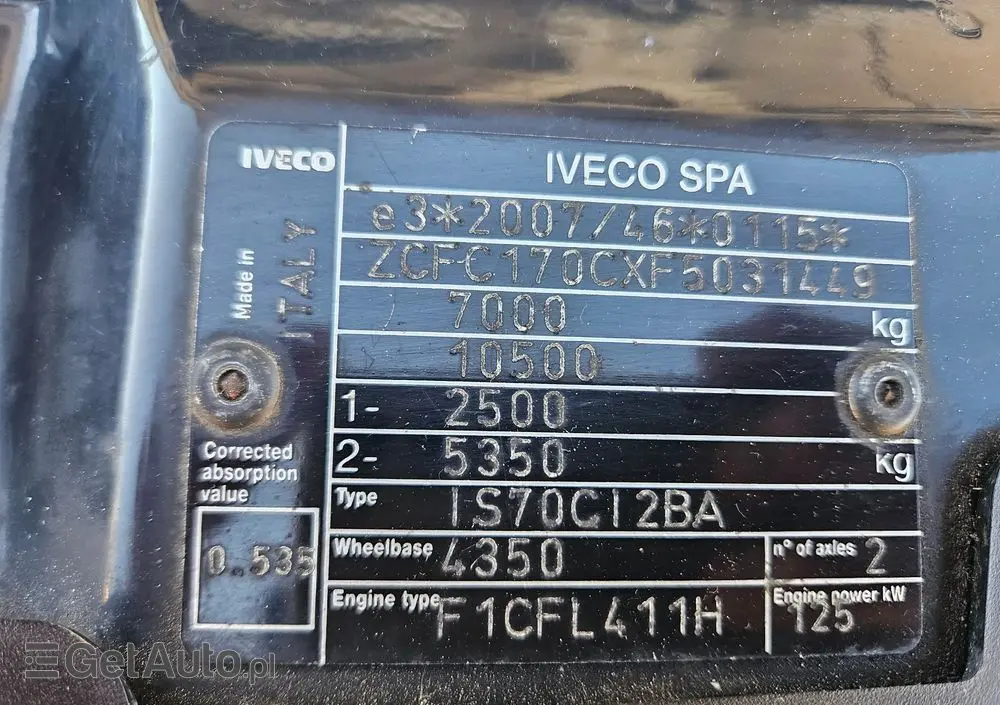 IVECO
IVECO SPA
Made in
ITALY
e3*2007/46*0115*
ZCFC170CXF5031449
7000 kg
10500
1- 2500
2- 5350 kg
Corrected
absorption
value
0.535
Type IS70CI2BA
Wheelbase 4350
n° of axles 2
Engine type F1CFL411H
Engine power kW 125
GetAuto.pl